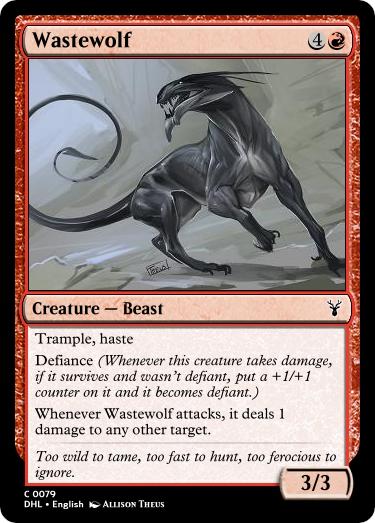 Wastewolf 4
Creature — Beast
Trample, haste
Defiance (Whenever this creature takes damage,
if it survives and wasn't defiant, put a +1/+1
counter on it and it becomes defiant.)
Whenever Wastewolf attacks, it deals 1
damage to any other target.
Too wild to tame, too fast to hunt, too ferocious to
ignore.
3/3
C 0079
DHL • English Allison Theus